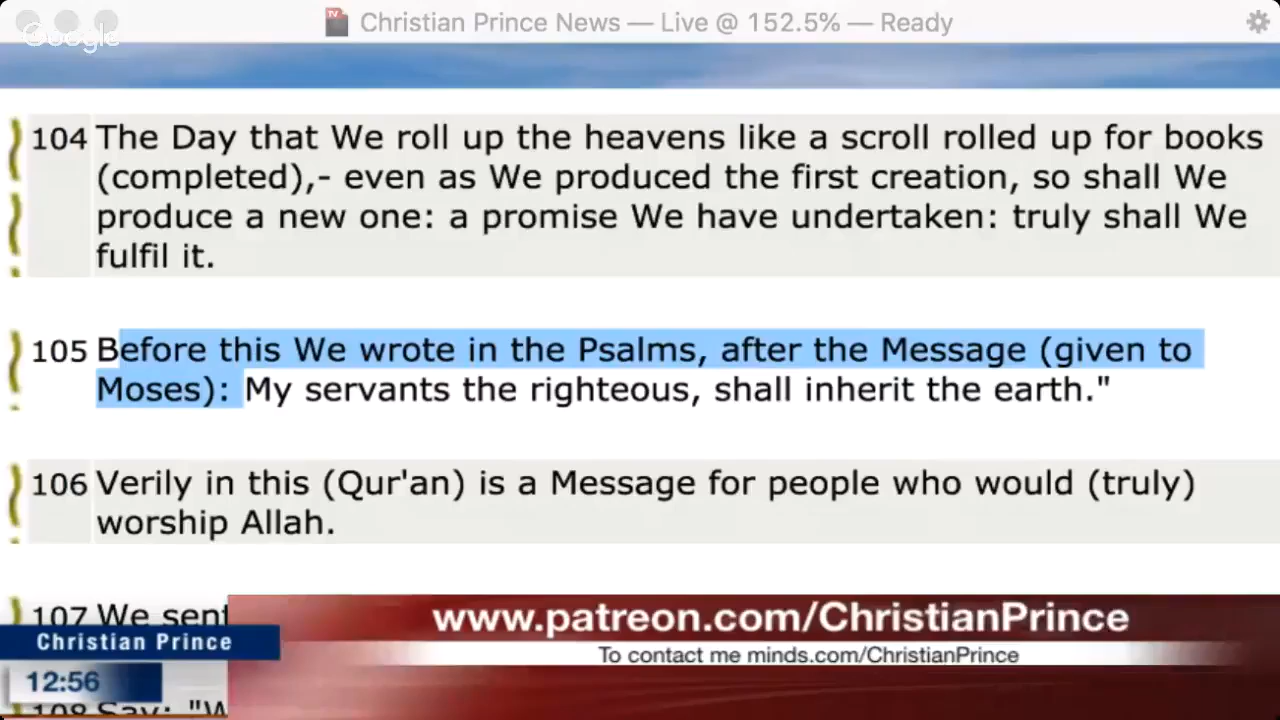 Christian Prince News — Live @ 152.5% — Ready
Google
104 The Day that We roll up the heavens like a scroll rolled up for books
(completed),- even as We produced the first creation, so shall We
produce a new one: a promise We have undertaken: truly shall We
fulfil it.
105 Before this We wrote in the Psalms, after the Message (given to
Moses): My servants the righteous, shall inherit the earth."
106 Verily in this (Qur'an) is a Message for people who would (truly)
worship Allah.
107 We sent
www.patreon.com/ChristianPrince
Christian Prince
To contact me minds.com/ChristianPrince
12:56
108 Say: "W